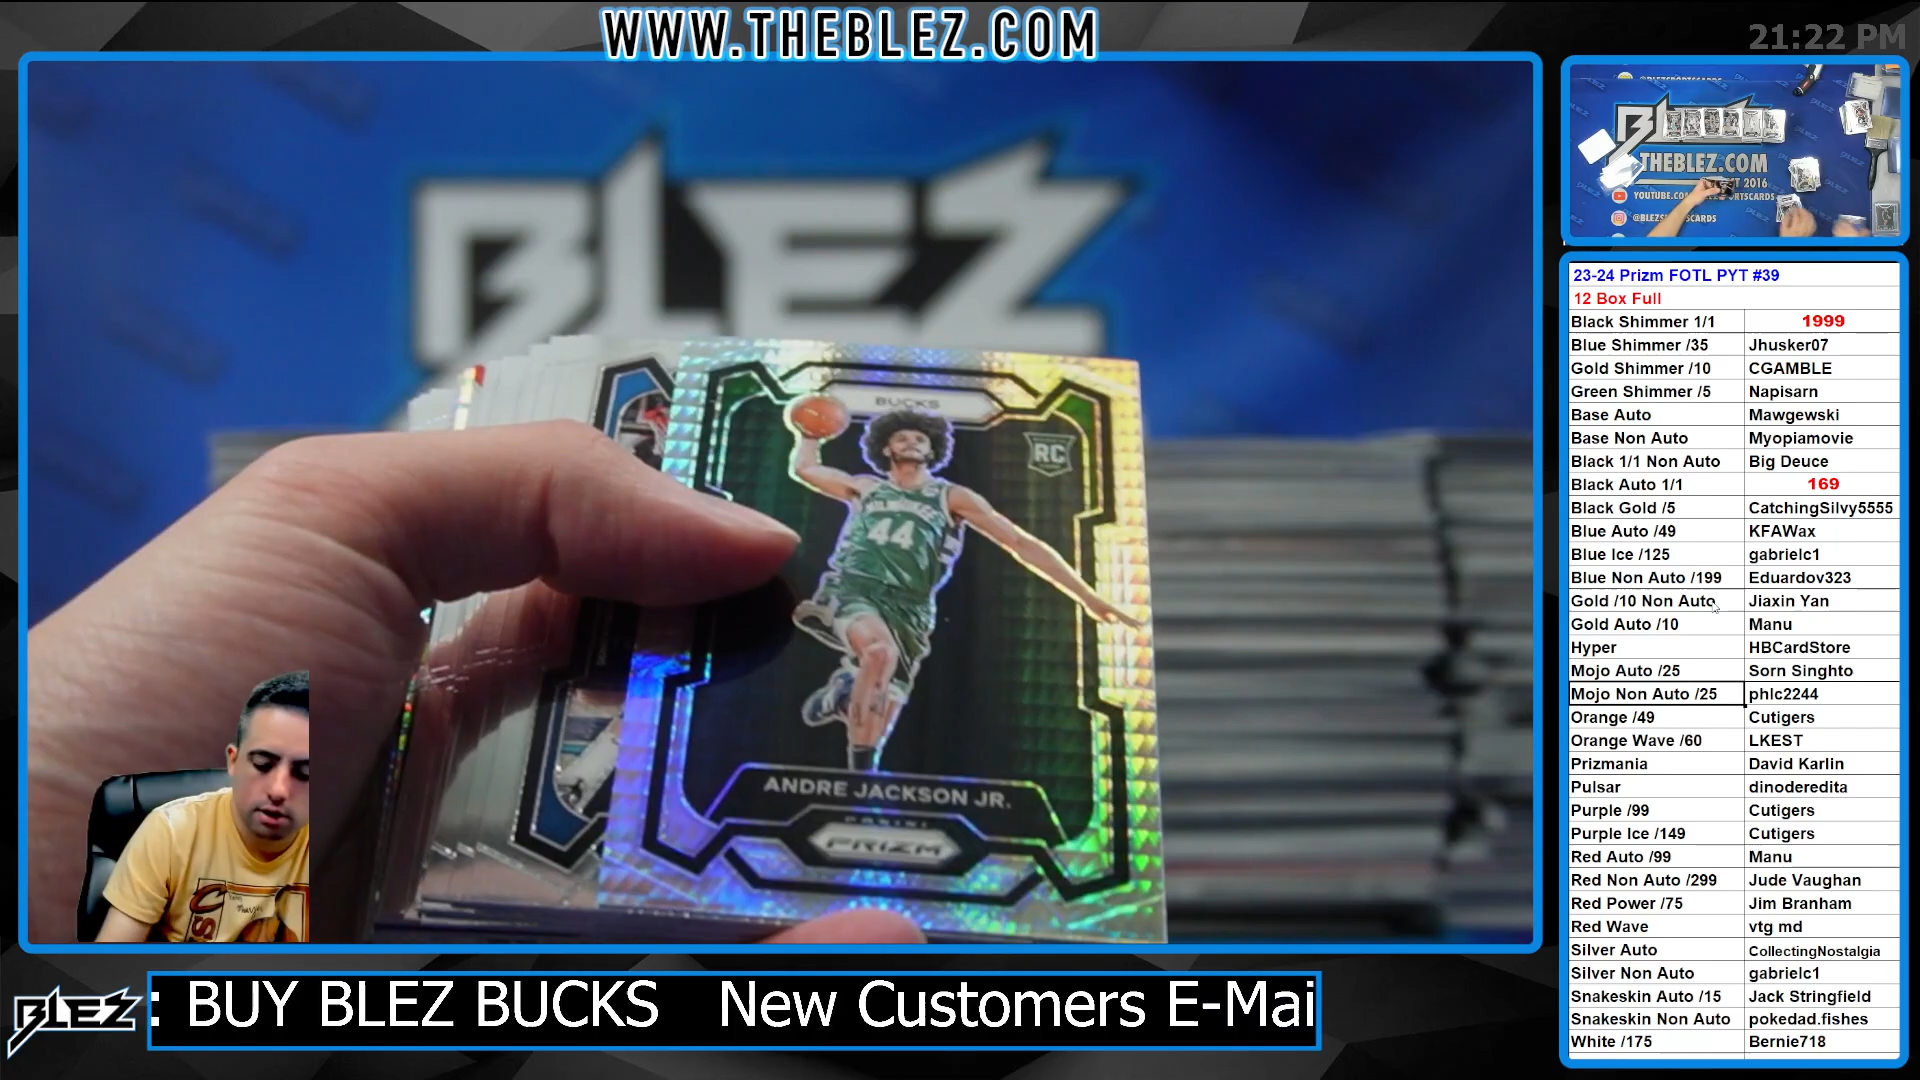 WWW.THEBLEZ.COM
21:22 PM
BLEZ
BUCKS
RC
MILWAUKEE
44
ANDRE JACKSON JR.
PANINI
PRIZM
THEBLEZ.COM
2016
23-24 Prizm FOTL PYT #39
12 Box Full
Black Shimmer 1/1 1999
Blue Shimmer /35 Jhusker07
Gold Shimmer /10 CGAMBLE
Green Shimmer /5 Napisarn
Base Auto Mawgewski
Base Non Auto Myopiamovie
Black 1/1 Non Auto Big Deuce
Black Auto 1/1 169
Black Gold /5 CatchingSilvy5555
Blue Auto /49 KFAWax
Blue Ice /125 gabrielc1
Blue Non Auto /199 Eduardov323
Gold /10 Non Auto Jiaxin Yan
Gold Auto /10 Manu
Hyper HBCardStore
Mojo Auto /25 Sorn Singhto
Mojo Non Auto /25 phlc2244
Orange /49 Cutigers
Orange Wave /60 LKEST
Prizmania David Karlin
Pulsar dinoderedita
Purple /99 Cutigers
Purple Ice /149 Cutigers
Red Auto /99 Manu
Red Non Auto /299 Jude Vaughan
Red Power /75 Jim Branham
Red Wave vtg md
Silver Auto CollectingNostalgia
Silver Non Auto gabrielc1
Snakeskin Auto /15 Jack Stringfield
Snakeskin Non Auto pokedad.fishes
White /175 Bernie718
BLEZ
: BUY BLEZ BUCKS New Customers E-Mai